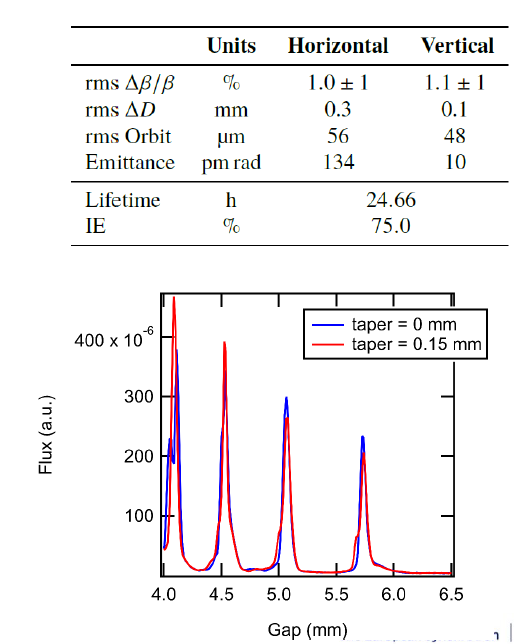 Units Horizontal Vertical
rms Δβ/β % 1.0 ± 1 1.1 ± 1
rms ΔD mm 0.3 0.1
rms Orbit µm 56 48
Emittance pm rad 134 10
Lifetime h 24.66
IE % 75.0
taper = 0 mm
taper = 0.15 mm
400 x 10-6
300
200
100
Flux (a.u.)
4.0 4.5 5.0 5.5 6.0 6.5
Gap (mm)